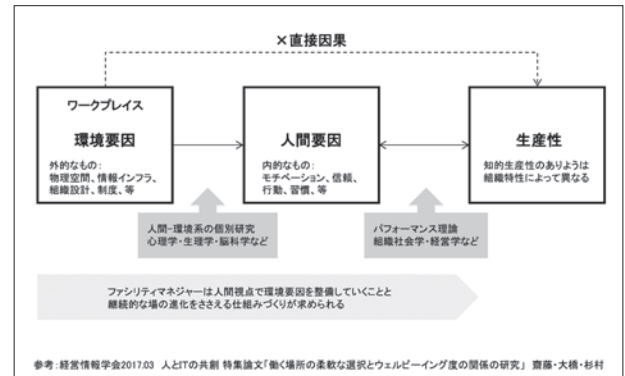 ×直接因果
ワークプレイス
環境要因
外的なもの：
物理空間、情報インフラ、
組織設計、制度、等
人間要因
内的なもの：
モチベーション、信頼、
行動、習慣、等
生産性
知的生産性のありようは
組織特性によって異なる
人間-環境系の個別研究
心理学・生理学・脳科学など
パフォーマンス理論
組織社会学・経営学など
ファシリティマネジャーは人間視点で環境要因を整備していくことと
継続的な場の進化をささえる仕組みづくりが求められる
参考：経営情報学会2017.03　人とITの共創 特集論文「働く場所の柔軟な選択とウェルビーイング度の関係の研究」　齋藤・大橋・杉村